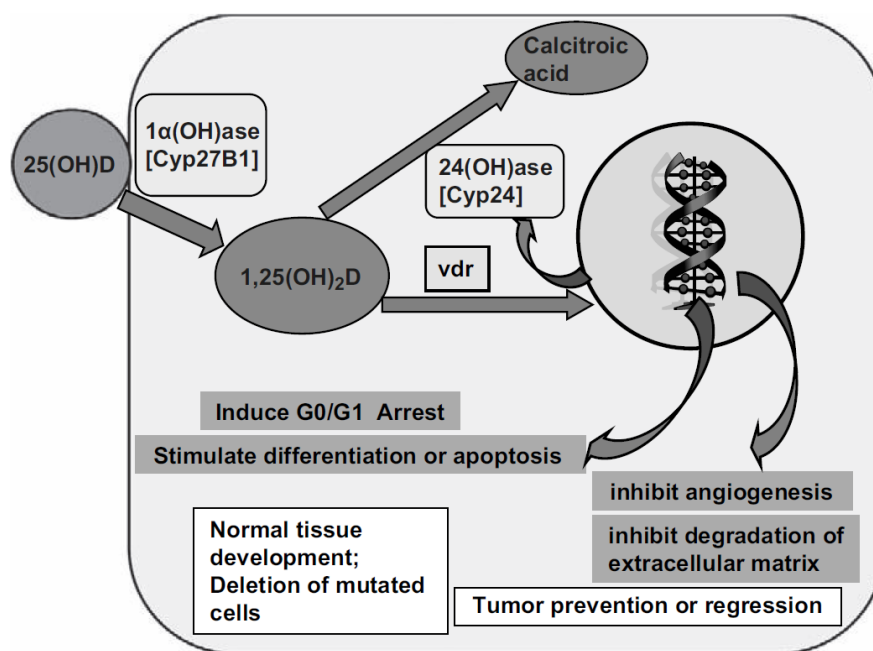 Calcitroic
acid
1α(OH)ase
[Cyp27B1]
25(OH)D
24(OH)ase
[Cyp24]
1,25(OH)₂D
vdr
Induce G0/G1 Arrest
Stimulate differentiation or apoptosis
inhibit angiogenesis
inhibit degradation of
extracellular matrix
Normal tissue
development;
Deletion of mutated
cells
Tumor prevention or regression